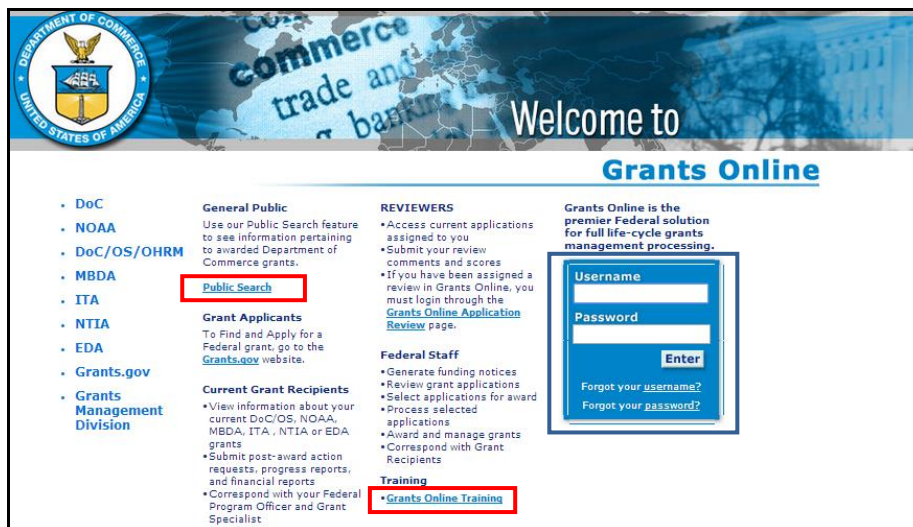 DEPARTMENT OF COMMERCE
UNITED STATES OF AMERICA
commerce
trade and
Welcome to
Grants Online
• DoC
• NOAA
• DoC/OS/OHRM
• MBDA
• ITA
• NTIA
• EDA
• Grants.gov
• Grants
Management
Division
General Public
Use our Public Search feature
to see information pertaining
to awarded Department of
Commerce grants.
Public Search
Grant Applicants
To Find and Apply for a
Federal grant, go to the
Grants.gov website.
Current Grant Recipients
•View information about your
current DoC/OS, NOAA,
MBDA, ITA , NTIA or EDA
grants
•Submit post-award action
requests, progress reports,
and financial reports
•Correspond with your Federal
Program Officer and Grant
Specialist
REVIEWERS
•Access current applications
assigned to you
•Submit your review
comments and scores
•If you have been assigned a
review in Grants Online, you
must login through the
Grants Online Application
Review page.
Federal Staff
•Generate funding notices
•Review grant applications
•Select applications for award
•Process selected
applications
•Award and manage grants
•Correspond with Grant
Recipients
Training
•Grants Online Training
Grants Online is the
premier Federal solution
for full life-cycle grants
management processing.
Username
Password
Enter
Forgot your username?
Forgot your password?